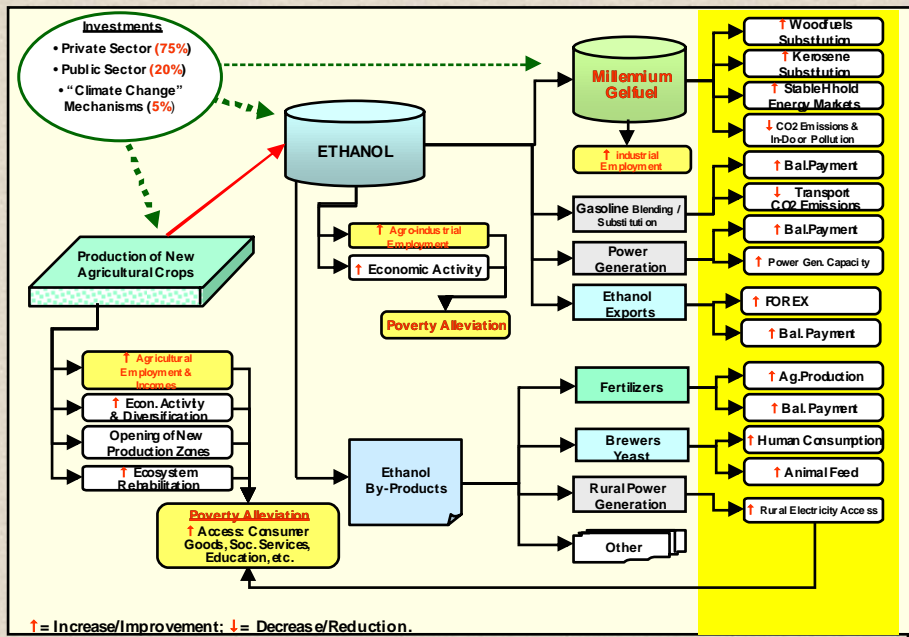 Investments
• Private Sector (75%)
• Public Sector (20%)
• “Climate Change”
Mechanisms (5%)
ETHANOL
Millennium
Gelfuel
↑ industrial
Employment
↑ Woodfuels
Substitution
↑ Kerosene
Substitution
↑ Stable Hhold
Energy Markets
↓ CO2 Emissions &
In-Door Pollution
Gasoline Blending /
Substitution
↑ Bal.Payment
↓ Transport
CO2 Emissions
Power
Generation
↑ Bal.Payment
↑ Power Gen. Capacity
Ethanol
Exports
↑ FOREX
↑ Bal. Payment
↑ Agro-industrial
Employment
↑ Economic Activity
Poverty Alleviation
Production of New
Agricultural Crops
↑ Agricultural
Employment &
Incomes
↑ Econ. Activity
& Diversification
Opening of New
Production Zones
↑ Ecosystem
Rehabilitation
Poverty Alleviation
↑ Access: Consumer
Goods, Soc. Services,
Education, etc.
Ethanol
By-Products
Fertilizers
↑ Ag.Production
↑ Bal. Payment
Brewers
Yeast
↑ Human Consumption
↑ Animal Feed
Rural Power
Generation
↑ Rural Electricity Access
Other
↑= Increase/Improvement; ↓= Decrease/Reduction.